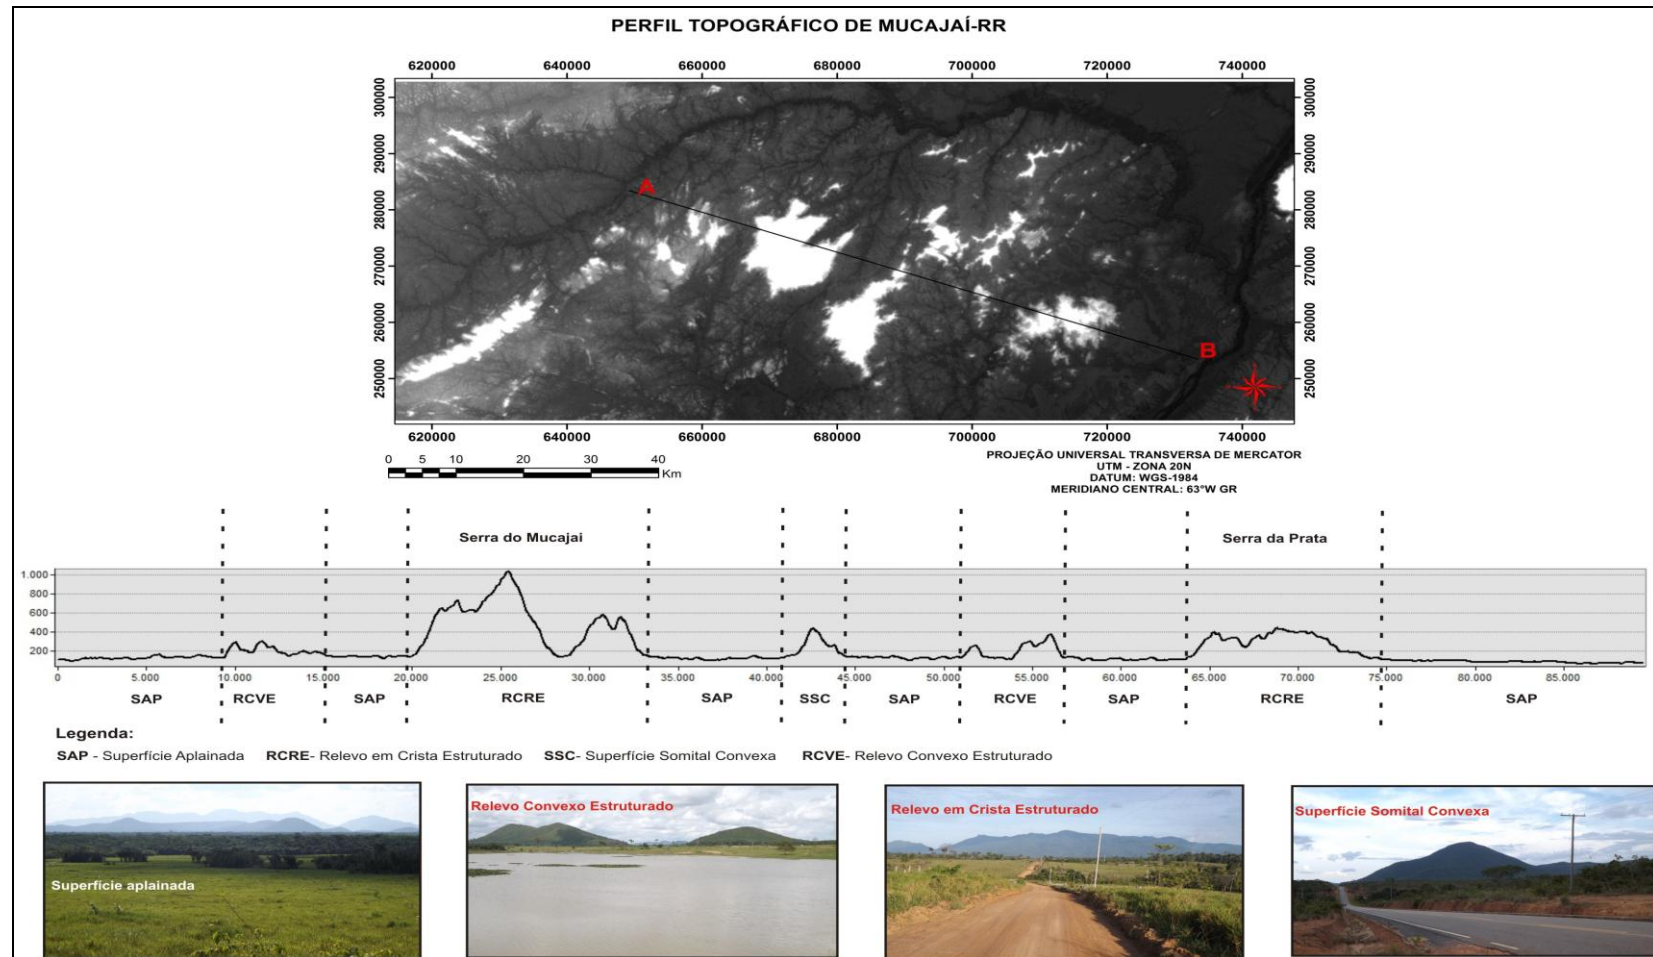 PERFIL TOPOGRÁFICO DE MUCAJAÍ-RR
620000 640000 660000 680000 700000 720000 740000
300000 300000
290000 290000
A
280000 280000
270000 270000
260000 260000
B
250000 250000
620000 640000 660000 680000 700000 720000 740000
0 5 10 20 30 40
Km
PROJEÇÃO UNIVERSAL TRANSVERSA DE MERCATOR
UTM - ZONA 20N
DATUM: WGS-1984
MERIDIANO CENTRAL: 63°W GR
Serra do Mucajai Serra da Prata
1.000
800
600
400
200
0 5.000 10.000 15.000 20.000 25.000 30.000 35.000 40.000 45.000 50.000 55.000 60.000 65.000 70.000 75.000 80.000 85.000
SAP RCVE SAP RCRE SAP SSC SAP RCVE SAP RCRE SAP
Legenda:
SAP - Superfície Aplainada RCRE- Relevo em Crista Estruturado SSC- Superfície Somital Convexa RCVE- Relevo Convexo Estruturado
Superfície aplainada
Relevo Convexo Estruturado
Relevo em Crista Estruturado
Superfície Somital Convexa